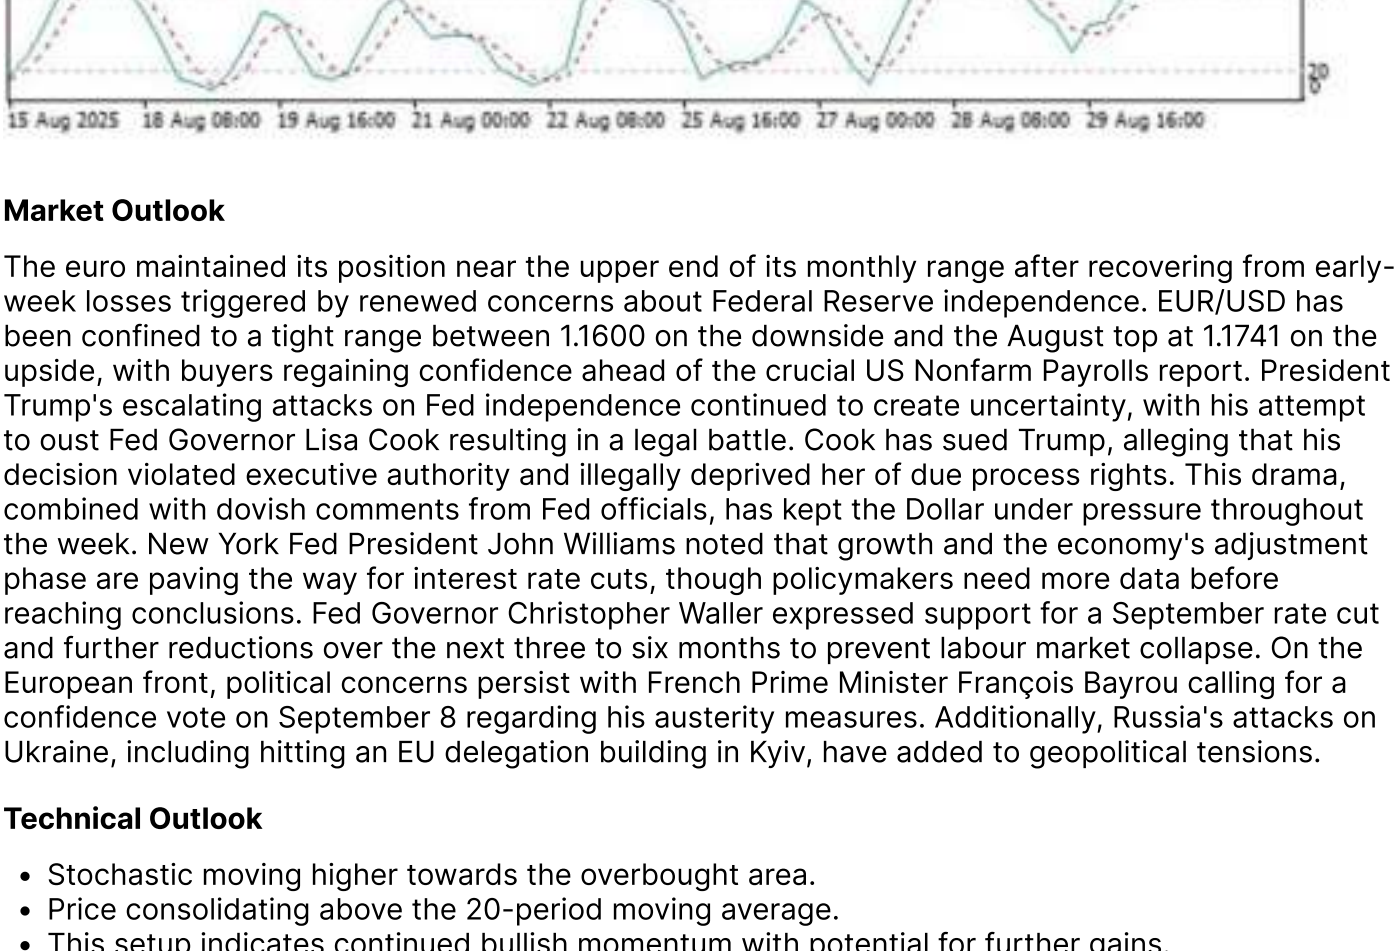 20
0
15 Aug 2025 18 Aug 08:00 19 Aug 16:00 21 Aug 00:00 22 Aug 08:00 25 Aug 16:00 27 Aug 00:00 28 Aug 08:00 29 Aug 16:00
Market Outlook
The euro maintained its position near the upper end of its monthly range after recovering from early-
week losses triggered by renewed concerns about Federal Reserve independence. EUR/USD has
been confined to a tight range between 1.1600 on the downside and the August top at 1.1741 on the
upside, with buyers regaining confidence ahead of the crucial US Nonfarm Payrolls report. President
Trump's escalating attacks on Fed independence continued to create uncertainty, with his attempt
to oust Fed Governor Lisa Cook resulting in a legal battle. Cook has sued Trump, alleging that his
decision violated executive authority and illegally deprived her of due process rights. This drama,
combined with dovish comments from Fed officials, has kept the Dollar under pressure throughout
the week. New York Fed President John Williams noted that growth and the economy's adjustment
phase are paving the way for interest rate cuts, though policymakers need more data before
reaching conclusions. Fed Governor Christopher Waller expressed support for a September rate cut
and further reductions over the next three to six months to prevent labour market collapse. On the
European front, political concerns persist with French Prime Minister François Bayrou calling for a
confidence vote on September 8 regarding his austerity measures. Additionally, Russia's attacks on
Ukraine, including hitting an EU delegation building in Kyiv, have added to geopolitical tensions.
Technical Outlook
• Stochastic moving higher towards the overbought area.
• Price consolidating above the 20-period moving average.
• This setup indicates continued bullish momentum with potential for further gains.